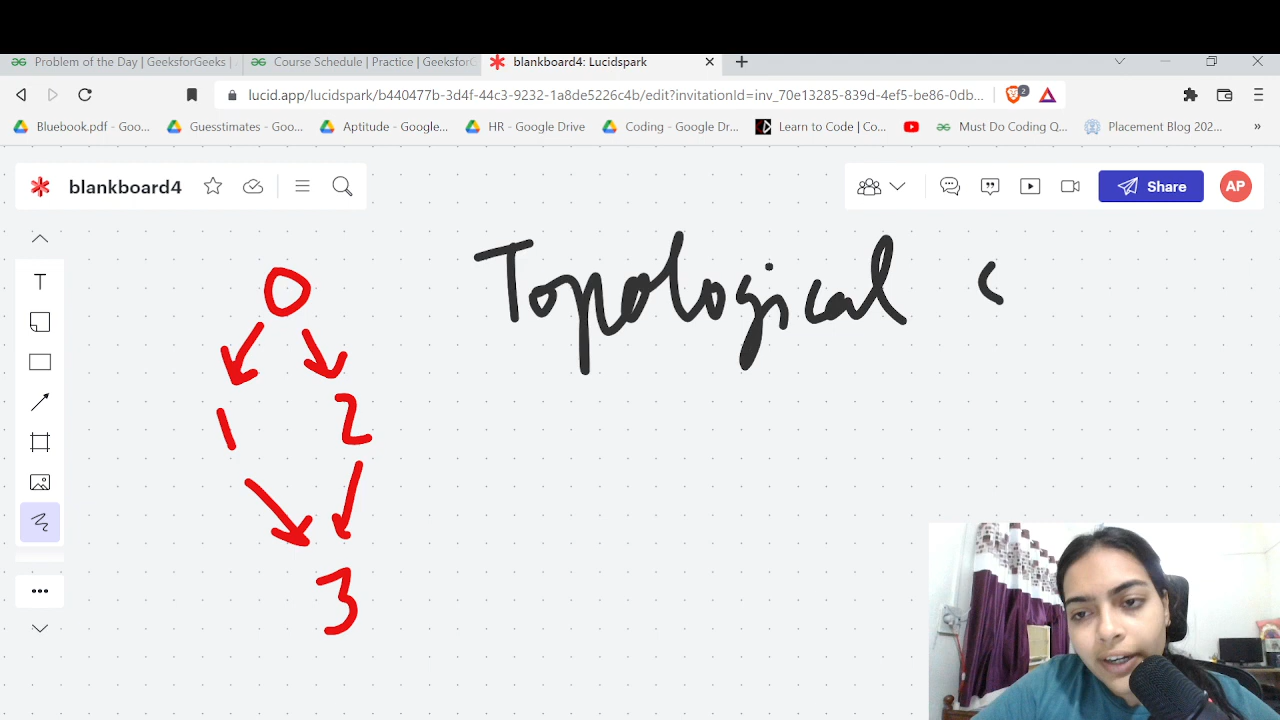 Problem of the Day | GeeksforGeeks |
Course Schedule | Practice | GeeksforG
blankboard4: Lucidspark
lucid.app/lucidspark/b440477b-3d4f-44c3-9232-1a8de5226c4b/edit?invitationId=inv_70e13285-839d-4ef5-be86-0db...
2
Bluebook.pdf - Goo...
Guesstimates - Goo...
Aptitude - Google...
HR - Google Drive
Coding - Google Dr...
Learn to Code | Co...
Must Do Coding Q...
Placement Blog 202...
»
blankboard4
Share
AP
T
Topological
0
1 2
3